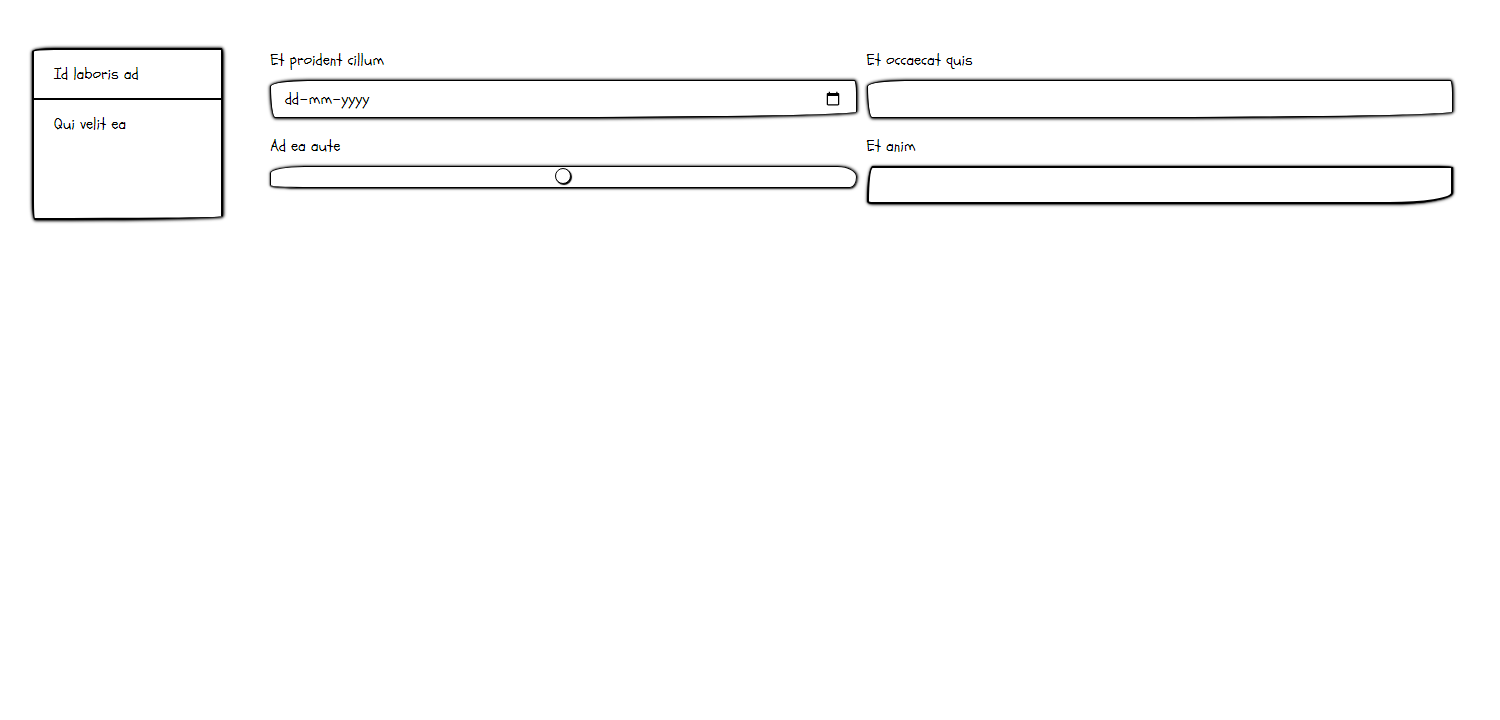 Id laboris ad
Qui velit ea
Et proident cillum
dd-mm-yyyy
Et occaecat quis
Ad ea aute
Et anim